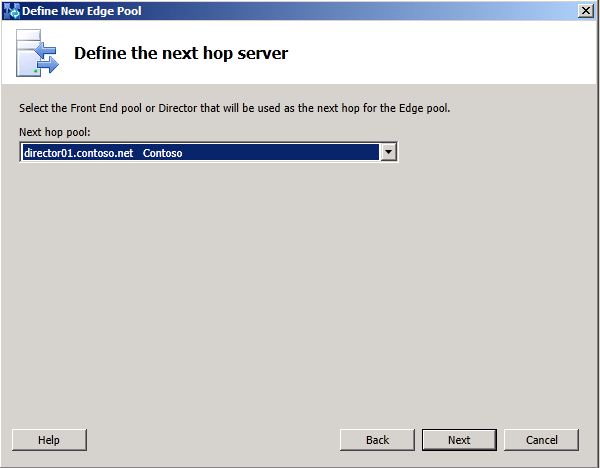 Define New Edge Pool
Define the next hop server
Select the Front End pool or Director that will be used as the next hop for the Edge pool.
Next hop pool:
director01.contoso.net Contoso
Help
Back
Next
Cancel